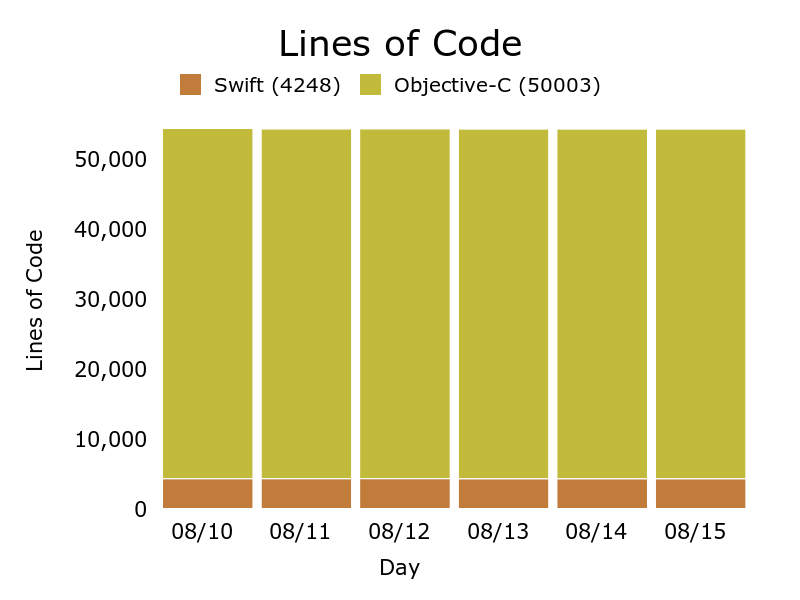 Lines of Code
Swift (4248) Objective-C (50003)
50,000
40,000
30,000
20,000
10,000
0
Lines of Code
08/10 08/11 08/12 08/13 08/14 08/15
Day